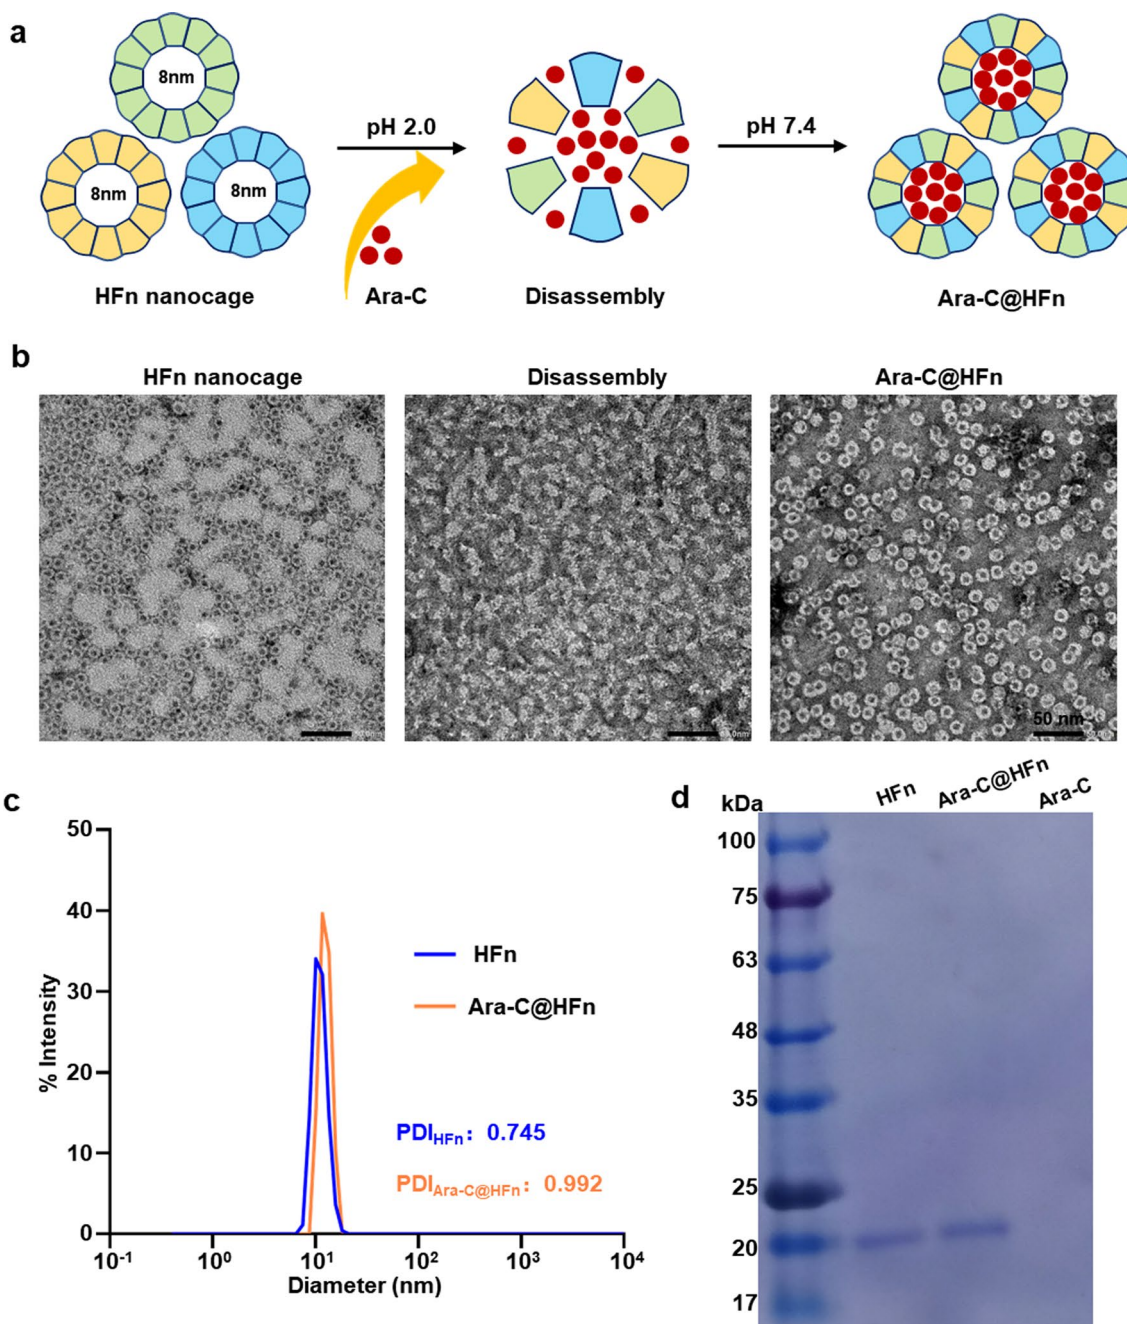 a
8nm
8nm
8nm
pH 2.0
pH 7.4
HFn nanocage
Ara-C
Disassembly
Ara-C@HFn
b
HFn nanocage
Disassembly
Ara-C@HFn
50 nm
c
50
40
30
20
10
0
% Intensity
HFn
Ara-C@HFn
PDIHFn: 0.745
PDIAra-C@HFn: 0.992
10-1
100
101
102
103
104
Diameter (nm)
d
kDa
HFn
Ara-C@HFn
Ara-C
100
75
63
48
35
25
20
17